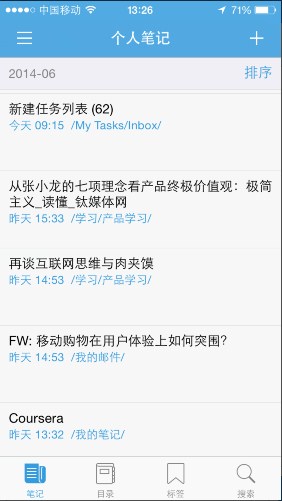 中国移动 13:26 71%
个人笔记
2014-06 排序
新建任务列表 (62)
今天 09:15 /My Tasks/Inbox/
从张小龙的七项理念看产品终极价值观：极简
主义_读懂_钛媒体网
昨天 15:33 /学习/产品学习/
再谈互联网思维与肉夹馍
昨天 14:53 /学习/产品学习/
FW: 移动购物在用户体验上如何突围?
昨天 14:53 /我的邮件/
Coursera
昨天 13:32 /我的笔记/
笔记 目录 标签 搜索